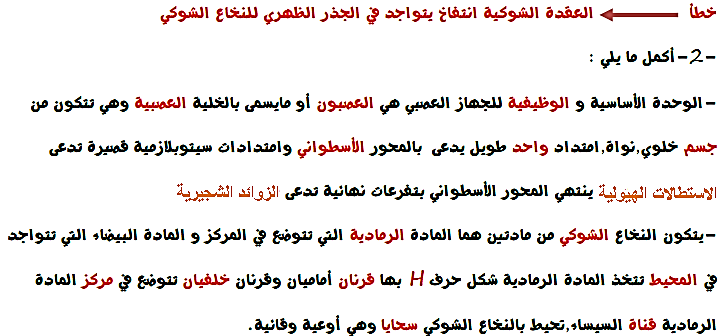 خطأ ← العقدة الشوكية انتفاخ يتواجد في الجذر الظهري للنخاع الشوكي
-2- أكمل ما يلي :
-الوحدة الأساسية و الوظيفية للجهاز العصبي هي العصبون أو مايسمى بالخلية العصبية وهي تتكون من
جسم خلوي,نواة,امتداد واحد طويل يدعى بالمحور الأسطواني وامتدادات سيتوبلازمية قصيرة تدعى
الاستطالات الهيولية ينتهي المحور الأسطواني بتفرعات نهائية تدعى الزوائد الشجيرية
-يتكون النخاع الشوكي من مادتين هما المادة الرمادية التي تتوضع في المركز و المادة البيضاء التي تتواجد
في المحيط تتخذ المادة الرمادية شكل حرف H بها قرنان أماميان وقرنان خلفيان تتوضع في مركز المادة
الرمادية قناة السيساء,تحيط بالنخاع الشوكي سحايا وهي أوعية وقائية.